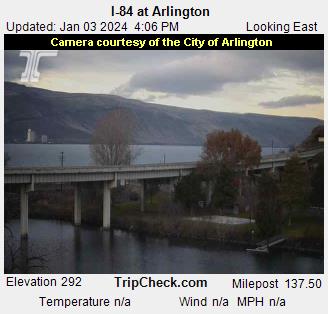 I-84 at Arlington
Updated: Jan 03 2024 4:06 PM Looking East
Camera courtesy of the City of Arlington
Elevation 292 TripCheck.com Milepost 137.50
Temperature n/a Wind n/a MPH n/a